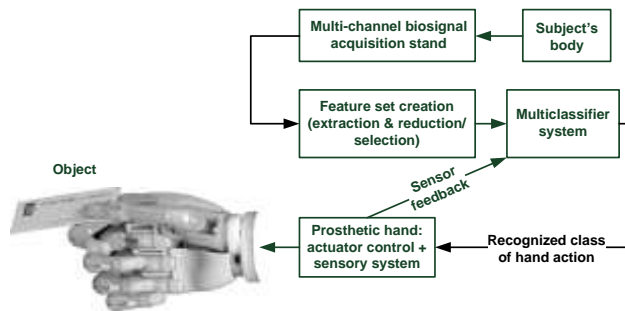 Multi-channel biosignal
acquisition stand
Subject's
body
Feature set creation
(extraction & reduction/
selection)
Multiclassifier
system
Object
Sensor
feedback
Prosthetic hand:
actuator control +
sensory system
Recognized class
of hand action